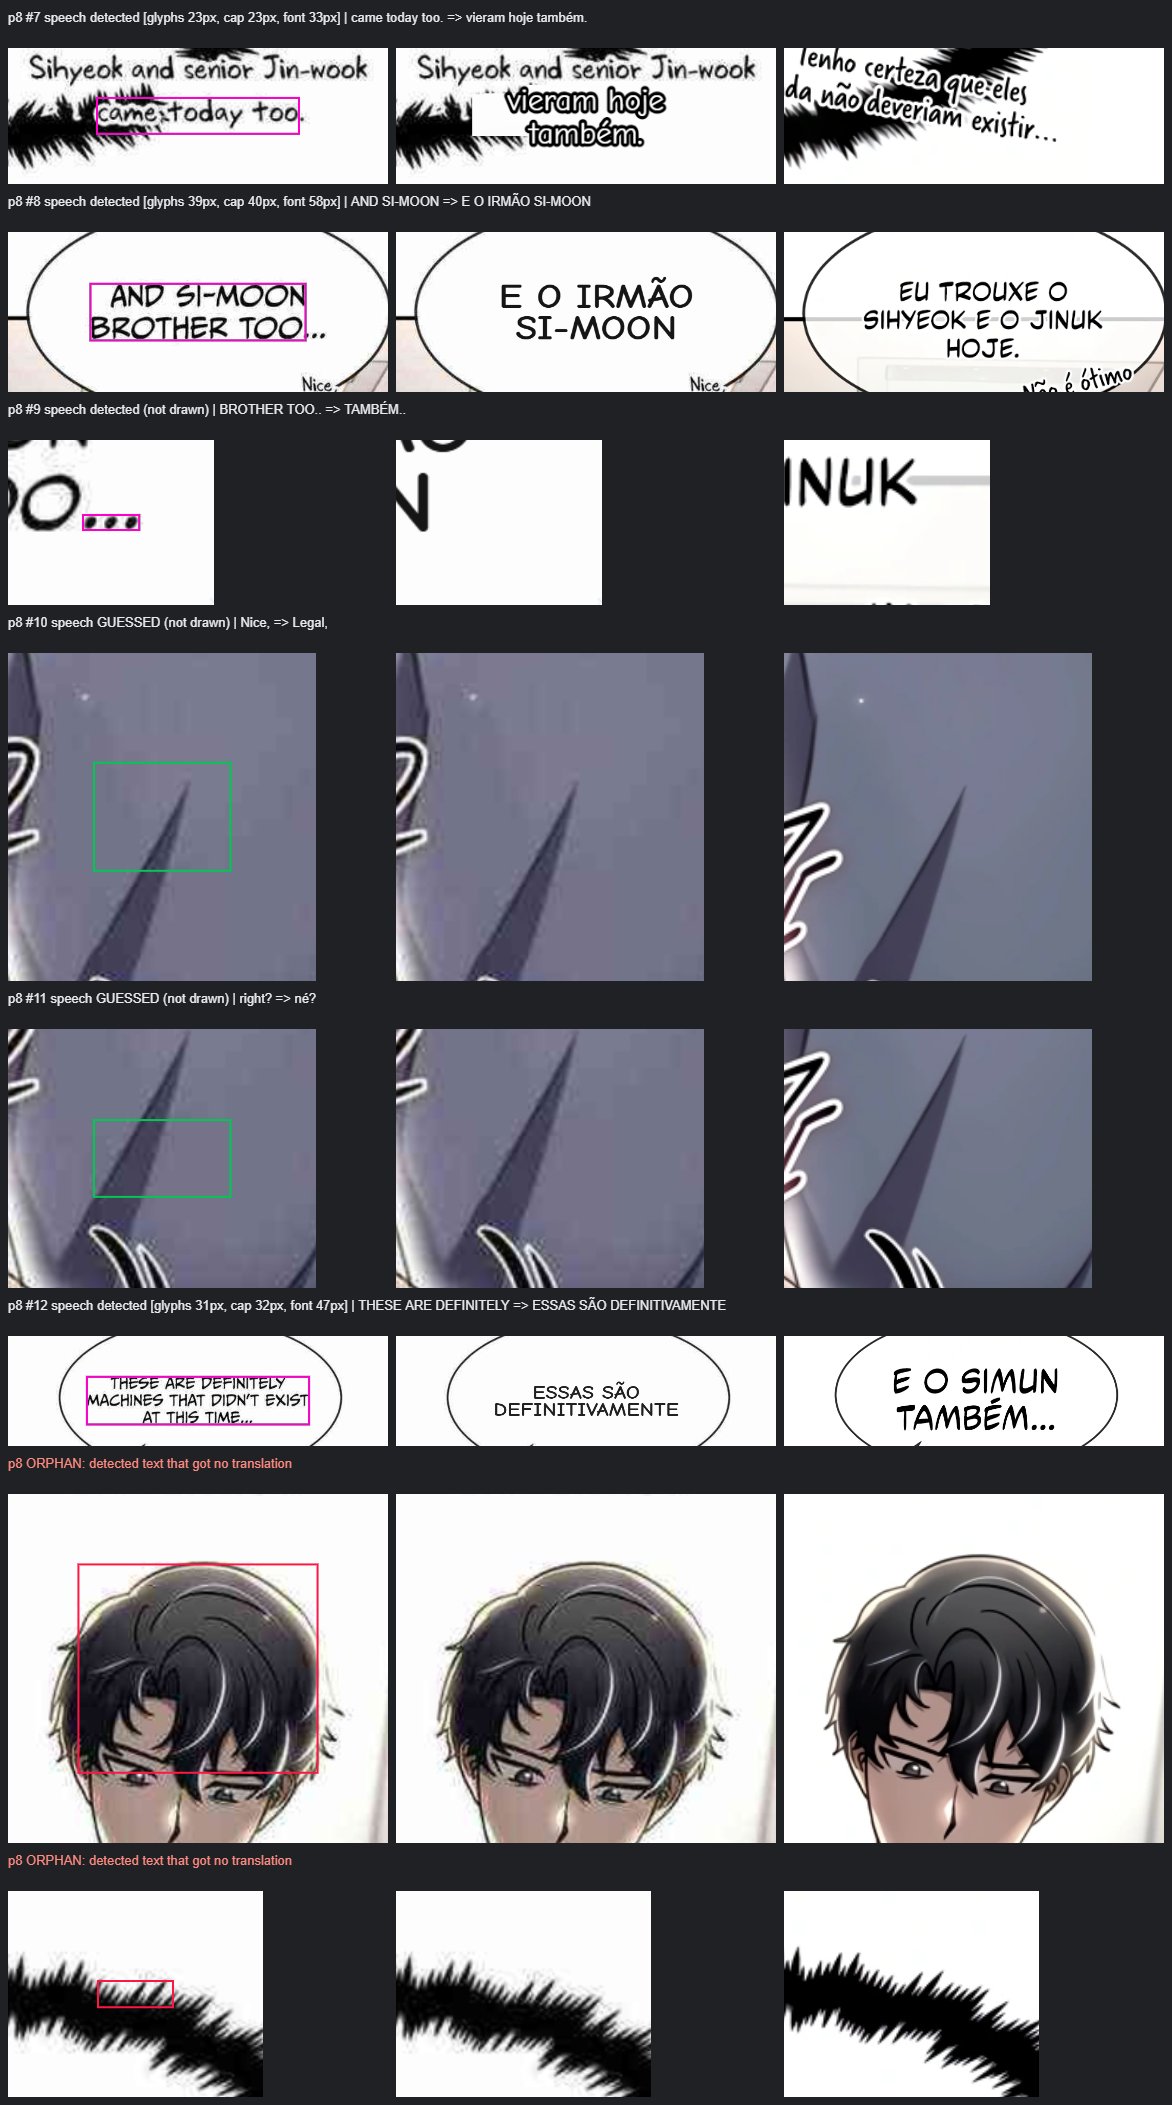 p8 #7 speech detected [glyphs 23px, cap 23px, font 33px] | came today too. => vieram hoje também.
Sihyeok and senior Jin-wook
came today too.
Sihyeok and senior Jin-wook
vieram hoje
também.
Tenho certeza que eles
da não deveriam existir...
p8 #8 speech detected [glyphs 39px, cap 40px, font 58px] | AND SI-MOON => E O IRMÃO SI-MOON
AND SI-MOON
BROTHER TOO...
Nice,
E O IRMÃO
SI-MOON
Nice,
EU TROUXE O
SIHYEOK E O JINUK
HOJE.
Não é ótimo
p8 #9 speech detected (not drawn) | BROTHER TOO.. => TAMBÉM..
OO...
N
INUK
p8 #10 speech GUESSED (not drawn) | Nice, => Legal,
p8 #11 speech GUESSED (not drawn) | right? => né?
p8 #12 speech detected [glyphs 31px, cap 32px, font 47px] | THESE ARE DEFINITELY => ESSAS SÃO DEFINITIVAMENTE
THESE ARE DEFINITELY
MACHINES THAT DIDN'T EXIST
AT THIS TIME...
ESSAS SÃO
DEFINITIVAMENTE
E O SIMUN
TAMBÉM...
p8 ORPHAN: detected text that got no translation
p8 ORPHAN: detected text that got no translation